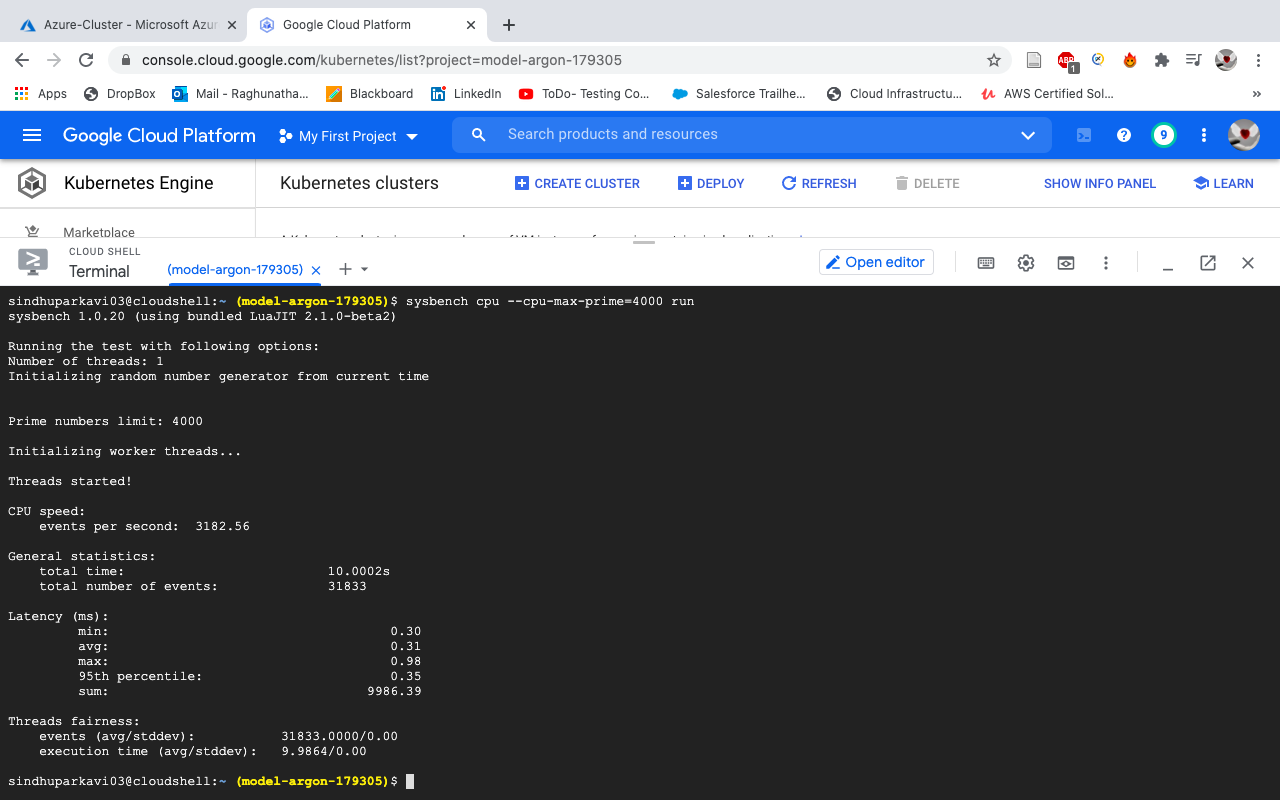 Azure-Cluster - Microsoft Azur
Google Cloud Platform
console.cloud.google.com/kubernetes/list?project=model-argon-179305
ABP
1
Apps
DropBox
Mail - Raghunatha...
Blackboard
LinkedIn
ToDo- Testing Co...
Salesforce Trailhe...
Cloud Infrastructu...
AWS Certified Sol...
»
Google Cloud Platform
My First Project
Search products and resources
9
Kubernetes Engine
Kubernetes clusters
CREATE CLUSTER
DEPLOY
REFRESH
DELETE
SHOW INFO PANEL
LEARN
Marketplace
CLOUD SHELL
Terminal
(model-argon-179305)
Open editor
sindhuparkavi03@cloudshell:~ (model-argon-179305)$ sysbench cpu --cpu-max-prime=4000 run
sysbench 1.0.20 (using bundled LuaJIT 2.1.0-beta2)
Running the test with following options:
Number of threads: 1
Initializing random number generator from current time
Prime numbers limit: 4000
Initializing worker threads...
Threads started!
CPU speed:
events per second: 3182.56
General statistics:
total time: 10.0002s
total number of events: 31833
Latency (ms):
min: 0.30
avg: 0.31
max: 0.98
95th percentile: 0.35
sum: 9986.39
Threads fairness:
events (avg/stddev): 31833.0000/0.00
execution time (avg/stddev): 9.9864/0.00
sindhuparkavi03@cloudshell:~ (model-argon-179305)$